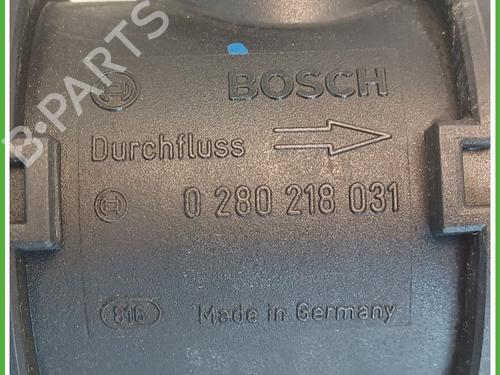 B-PARTS
BOSCH
Durchfluss
0 280 218 031
816 Made in Germany